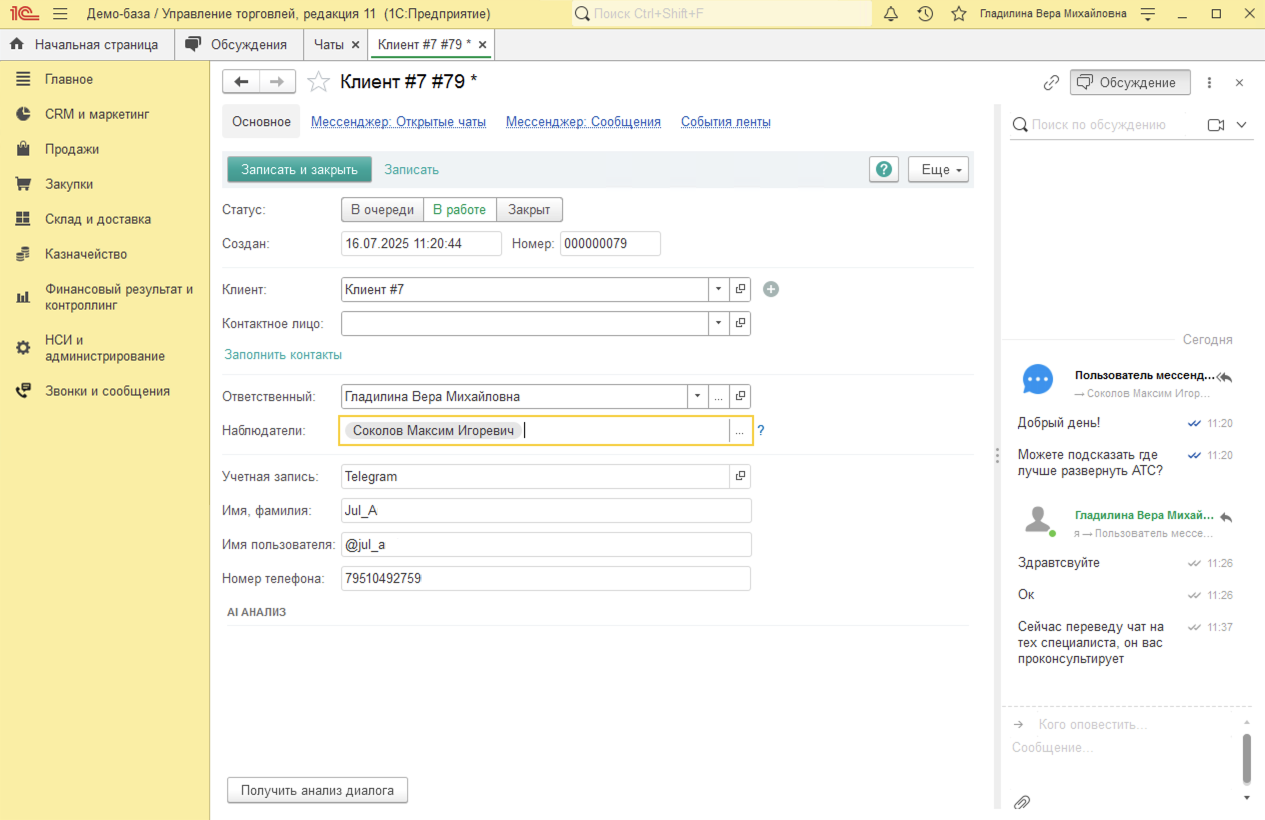 1С Демо-база / Управление торговлей, редакция 11 (1С:Предприятие) Поиск Ctrl+Shift+F Гладилина Вера Михайловна
Начальная страница Обсуждения Чаты Клиент #7 #79 *
Главное
CRM и маркетинг
Продажи
Закупки
Склад и доставка
Казначейство
Финансовый результат и
контроллинг
НСИ и
администрирование
Звонки и сообщения
Клиент #7 #79 *
Основное Мессенджер: Открытые чаты Мессенджер: Сообщения События ленты
Записать и закрыть Записать ? Еще
Статус: В очереди В работе Закрыт
Создан: 16.07.2025 11:20:44 Номер: 000000079
Клиент: Клиент #7
Контактное лицо:
Заполнить контакты
Ответственный: Гладилина Вера Михайловна ...
Наблюдатели: Соколов Максим Игоревич ... ?
Учетная запись: Telegram
Имя, фамилия: Jul_A
Имя пользователя: @jul_a
Номер телефона: 79510492759
AI АНАЛИЗ
Получить анализ диалога
Обсуждение
Поиск по обсуждению
Сегодня
Пользователь мессенд...
→ Соколов Максим Игор...
Добрый день! 11:20
Можете подсказать где 11:20
лучше развернуть АТС?
Гладилина Вера Михай...
я → Пользователь мессе...
Здравтсвуйте 11:26
Ок 11:26
Сейчас переведу чат на 11:37
тех специалиста, он вас
проконсультирует
→ Кого оповестить...
Сообщение...